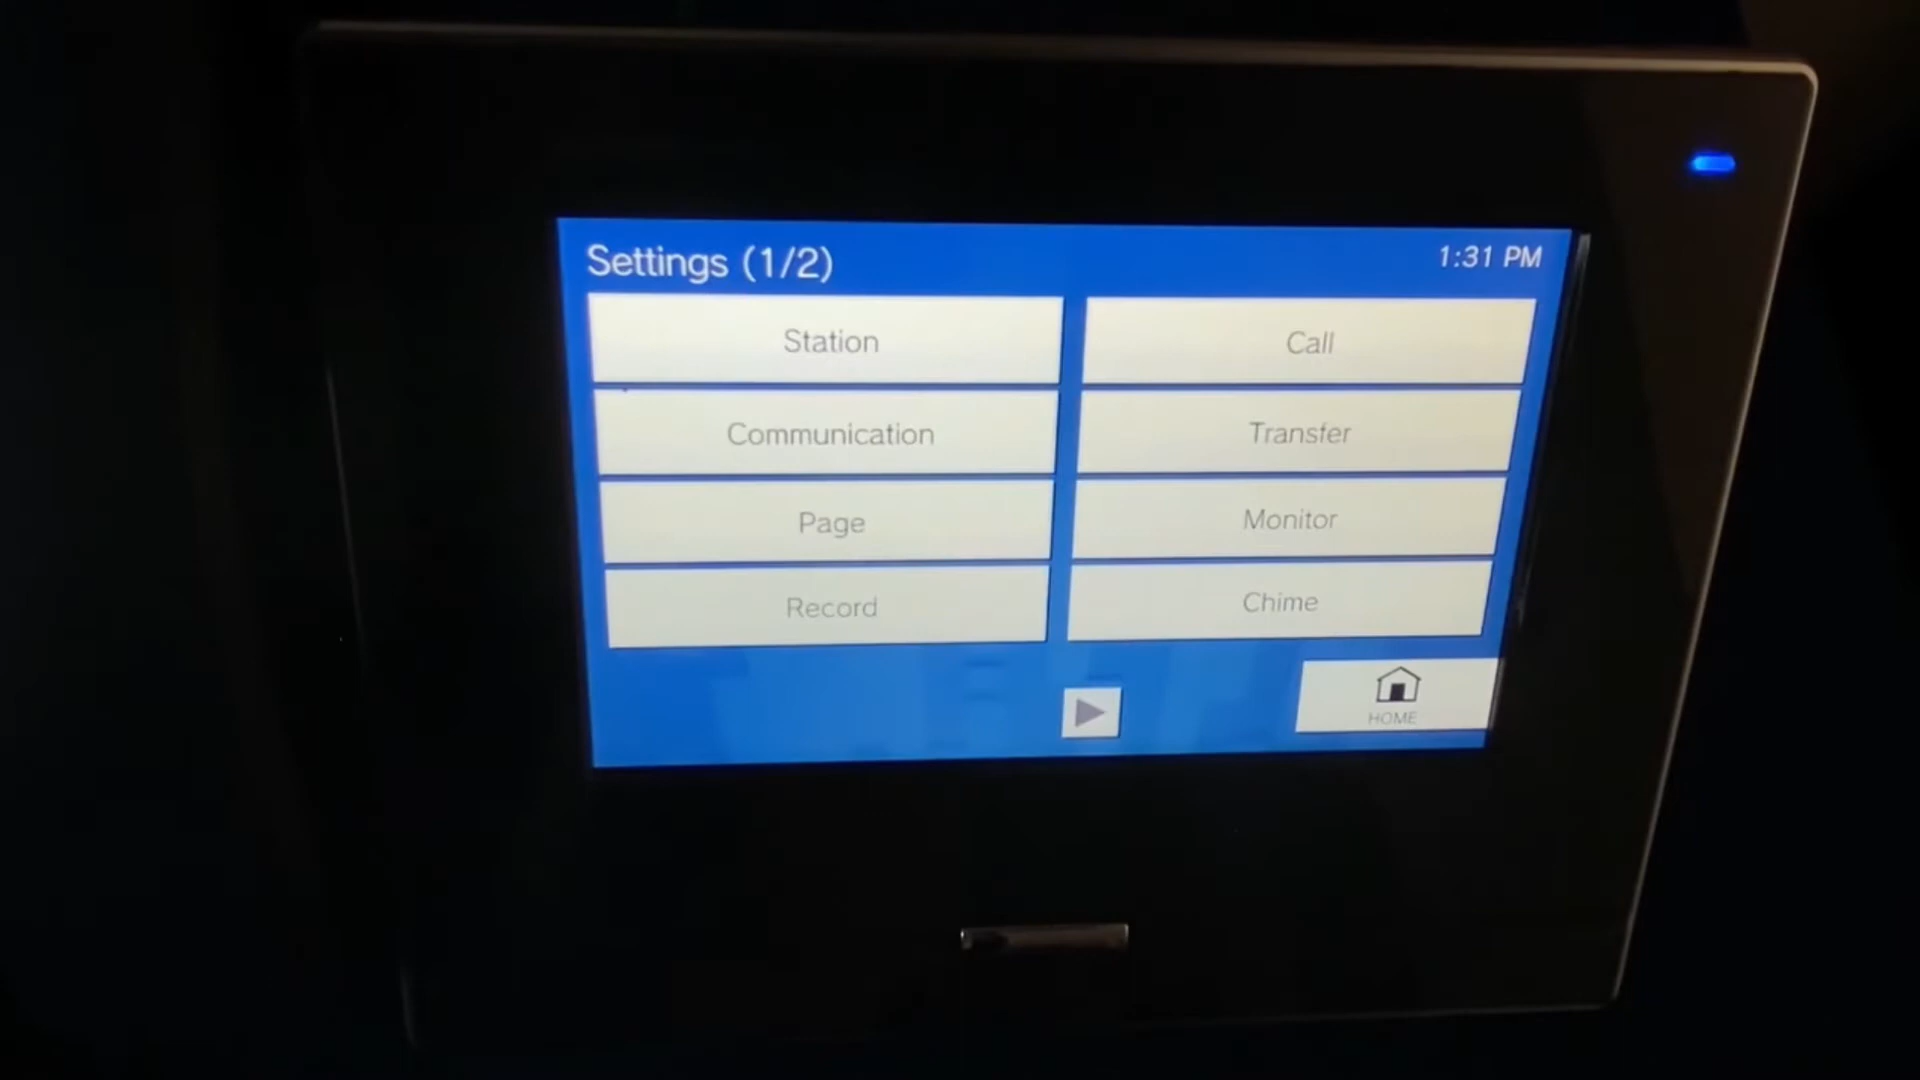 Settings (1/2)
1:31 PM
Station
Call
Communication
Transfer
Page
Monitor
Record
Chime
HOME